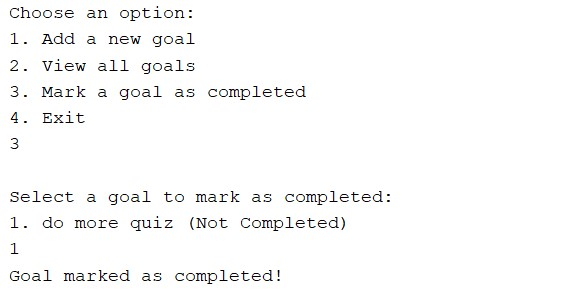 Choose an option:
1. Add a new goal
2. View all goals
3. Mark a goal as completed
4. Exit
3
Select a goal to mark as completed:
1. do more quiz (Not Completed)
1
Goal marked as completed!